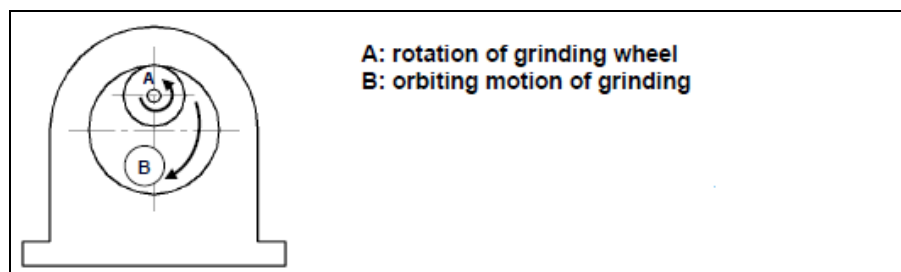 A: rotation of grinding wheel
B: orbiting motion of grinding
A
B